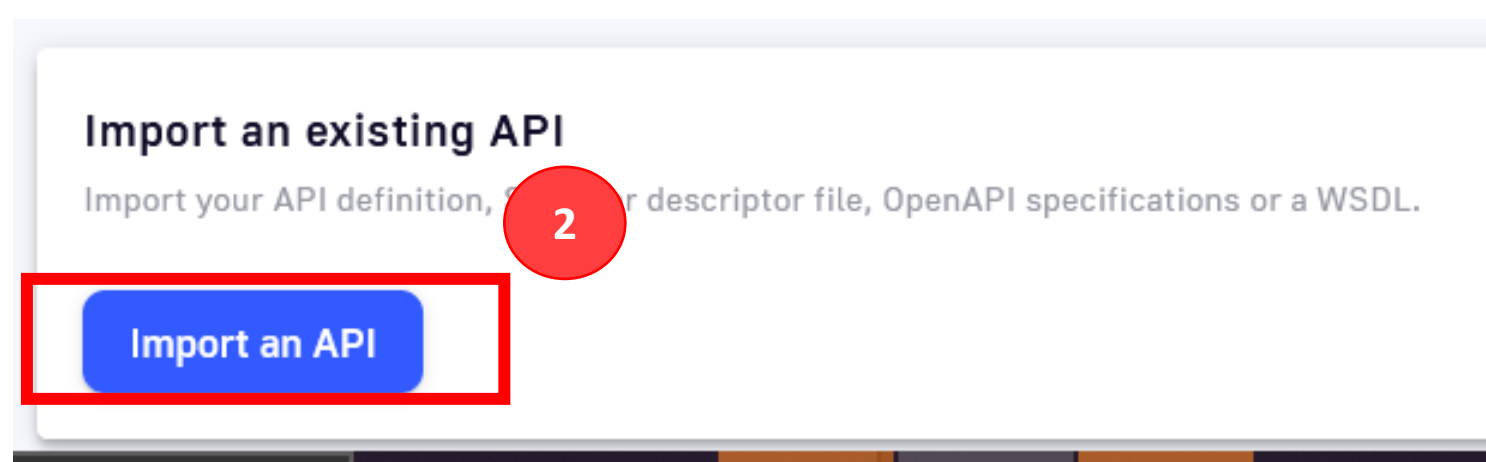 Import an existing API
Import your API definition, r descriptor file, OpenAPI specifications or a WSDL.
2
Import an API